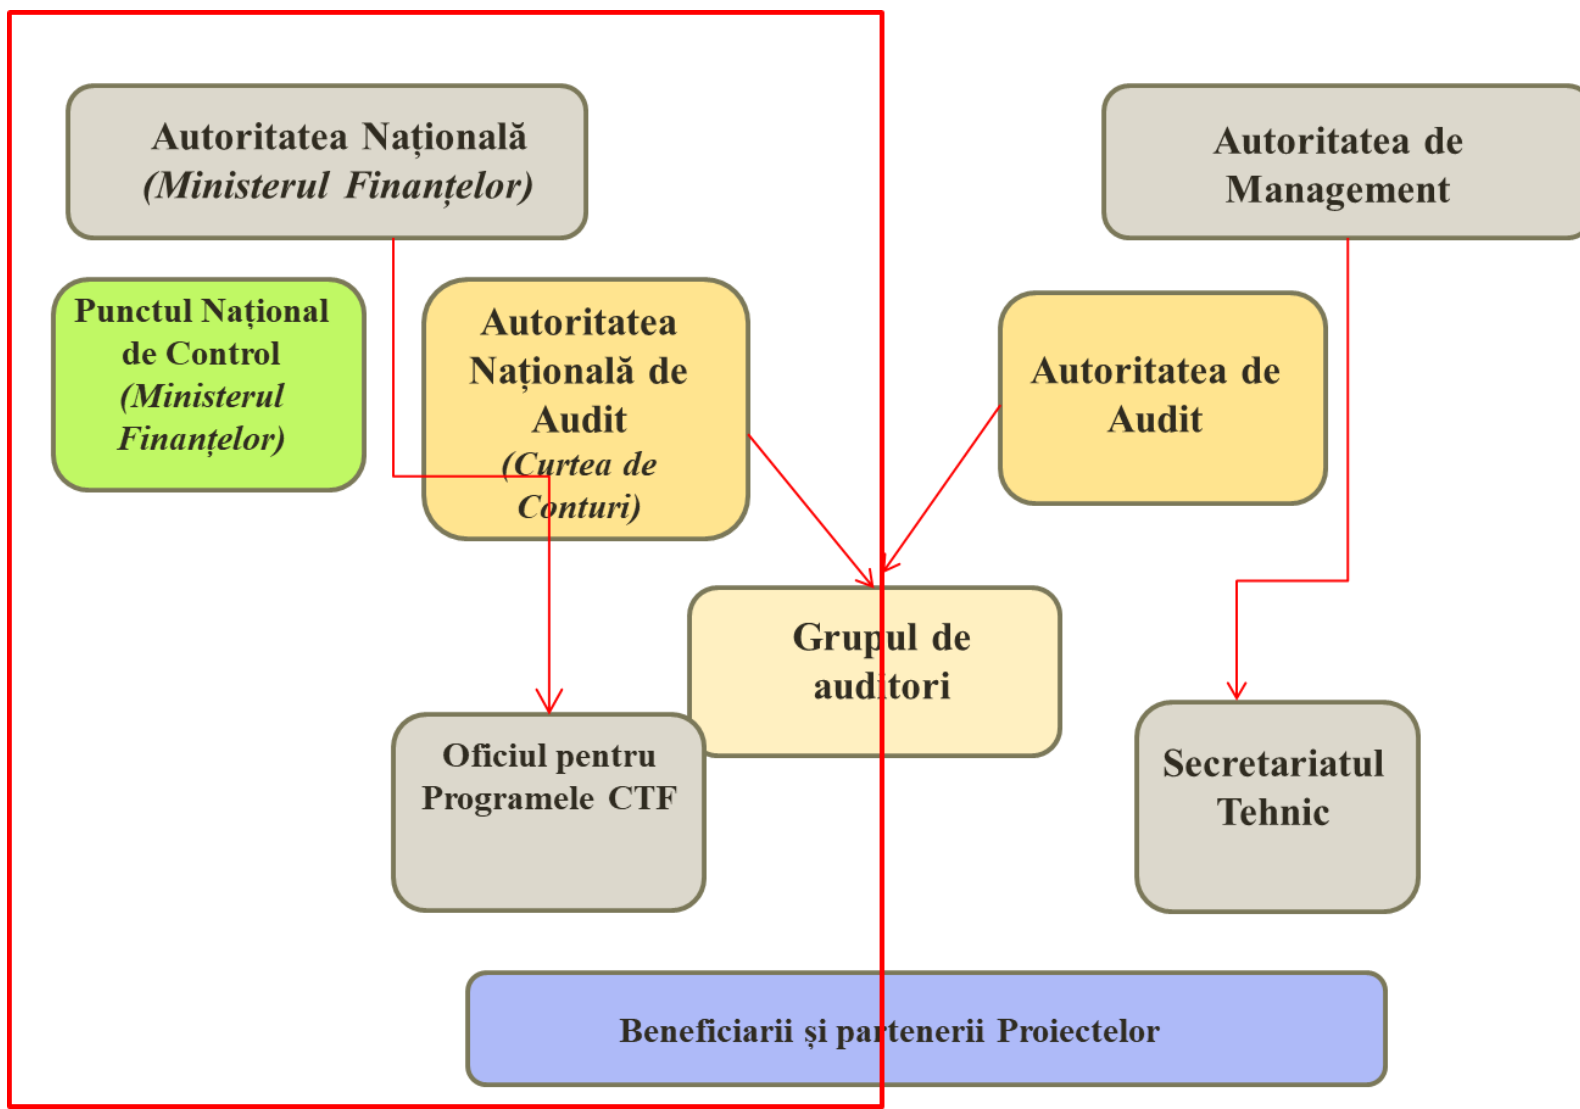 Autoritatea Națională
(Ministerul Finanțelor)
Autoritatea de
Management
Punctul Național
de Control
(Ministerul
Finanțelor)
Autoritatea
Națională de
Audit
(Curtea de
Conturi)
Autoritatea de
Audit
Grupul de
auditori
Oficiul pentru
Programele CTF
Secretariatul
Tehnic
Beneficiarii și partenerii Proiectelor